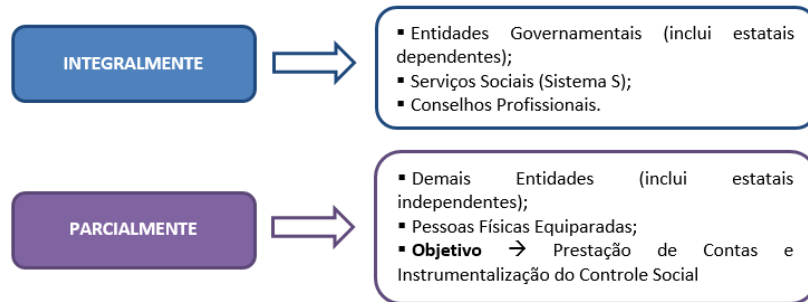 INTEGRALMENTE
▪ Entidades Governamentais (inclui estatais
dependentes);
▪ Serviços Sociais (Sistema S);
▪ Conselhos Profissionais.
PARCIALMENTE
▪ Demais Entidades (inclui estatais
independentes);
▪ Pessoas Físicas Equiparadas;
▪ Objetivo → Prestação de Contas e
Instrumentalização do Controle Social